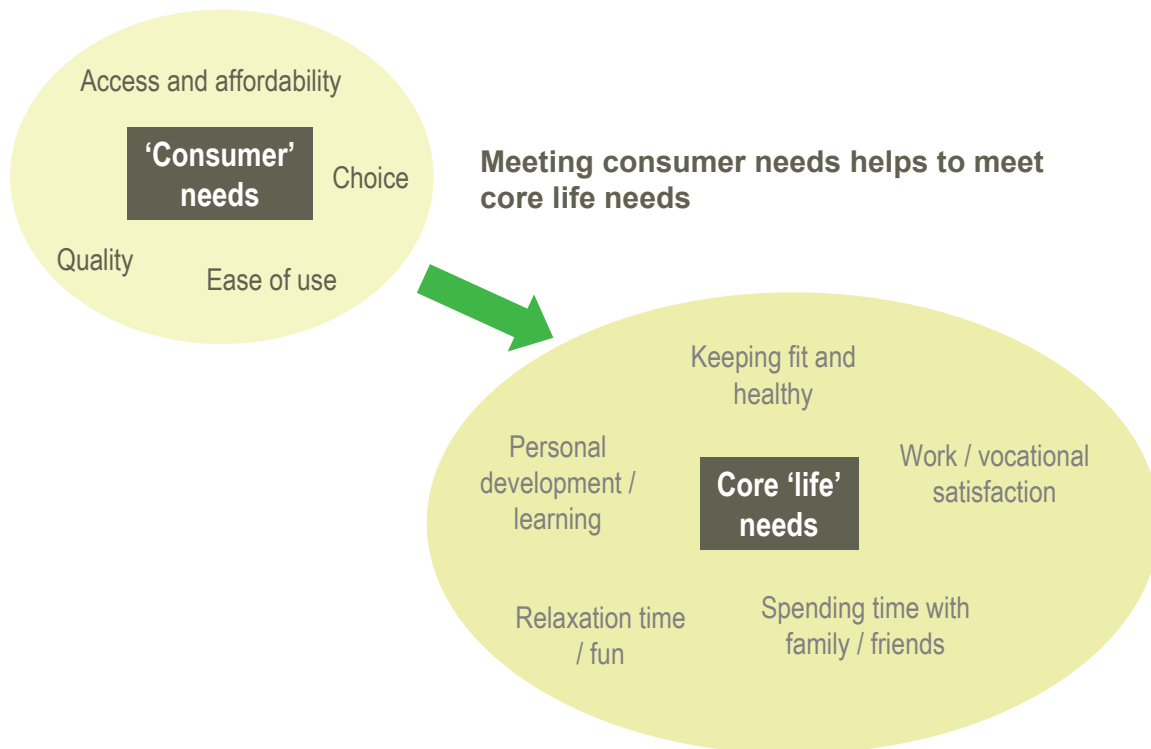 Access and affordability
‘Consumer’
needs
Choice
Quality
Ease of use
Meeting consumer needs helps to meet
core life needs
Keeping fit and
healthy
Personal
development /
learning
Core ‘life’
needs
Work / vocational
satisfaction
Relaxation time
/ fun
Spending time with
family / friends